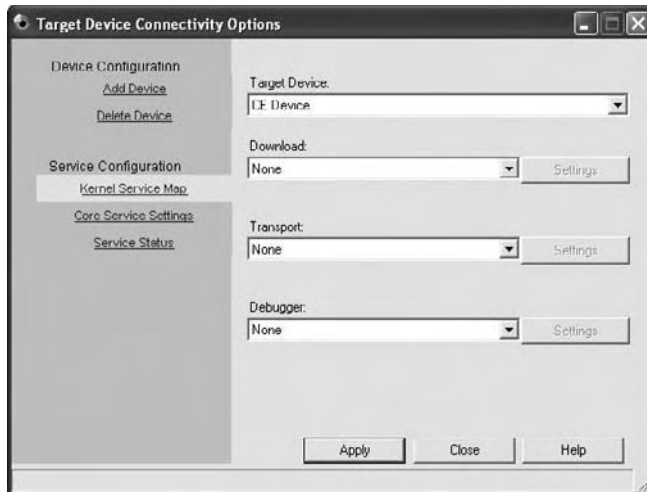 Target Device Connectivity Options
Device Configuration
Add Device
Delete Device
Service Configuration
Kernel Service Map
Core Service Settings
Service Status
Target Device:
CE Device
Download:
None
Settings
Transport:
None
Settings
Debugger:
None
Settings
Apply
Close
Help